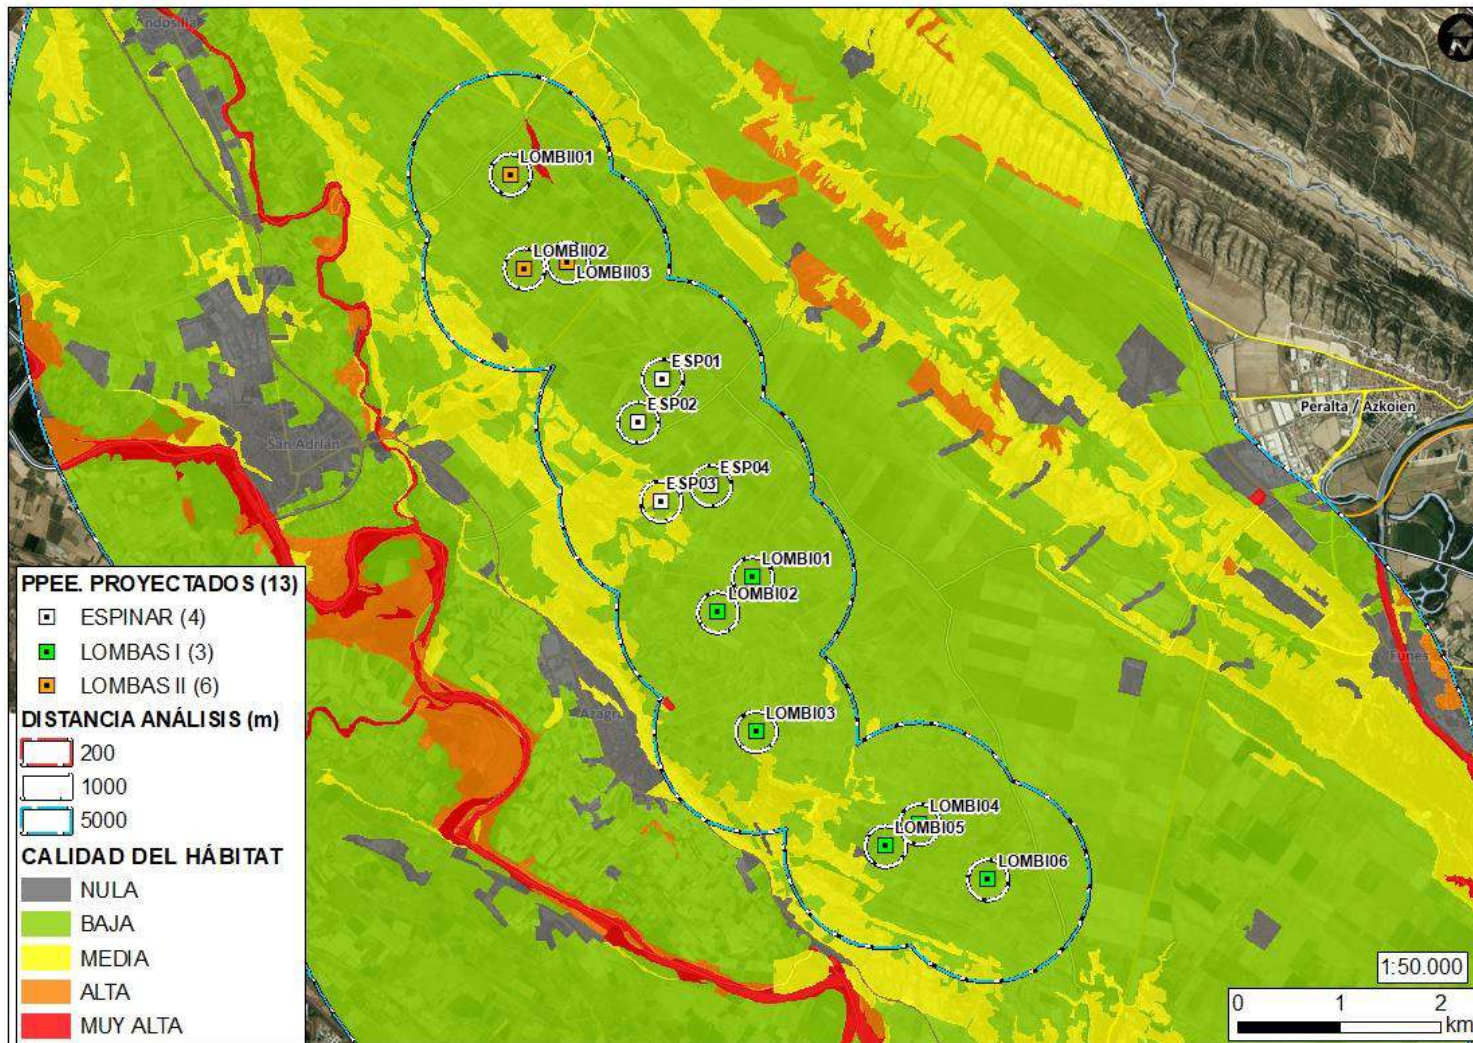 ndosilla
N
LOMBII01
LOMBII02
LOMBII03
ESP01
ESP02
Peralta / Azkoien
San Adrián
ESP04
ESP03
LOMBI01
LOMBI02
Funes
Azagra
LOMBI03
LOMBI04
LOMBI05
LOMBI06
PPEE. PROYECTADOS (13)
ESPINAR (4)
LOMBAS I (3)
LOMBAS II (6)
DISTANCIA ANÁLISIS (m)
200
1000
5000
CALIDAD DEL HÁBITAT
NULA
BAJA
MEDIA
ALTA
MUY ALTA
1:50.000
0 1 2
km